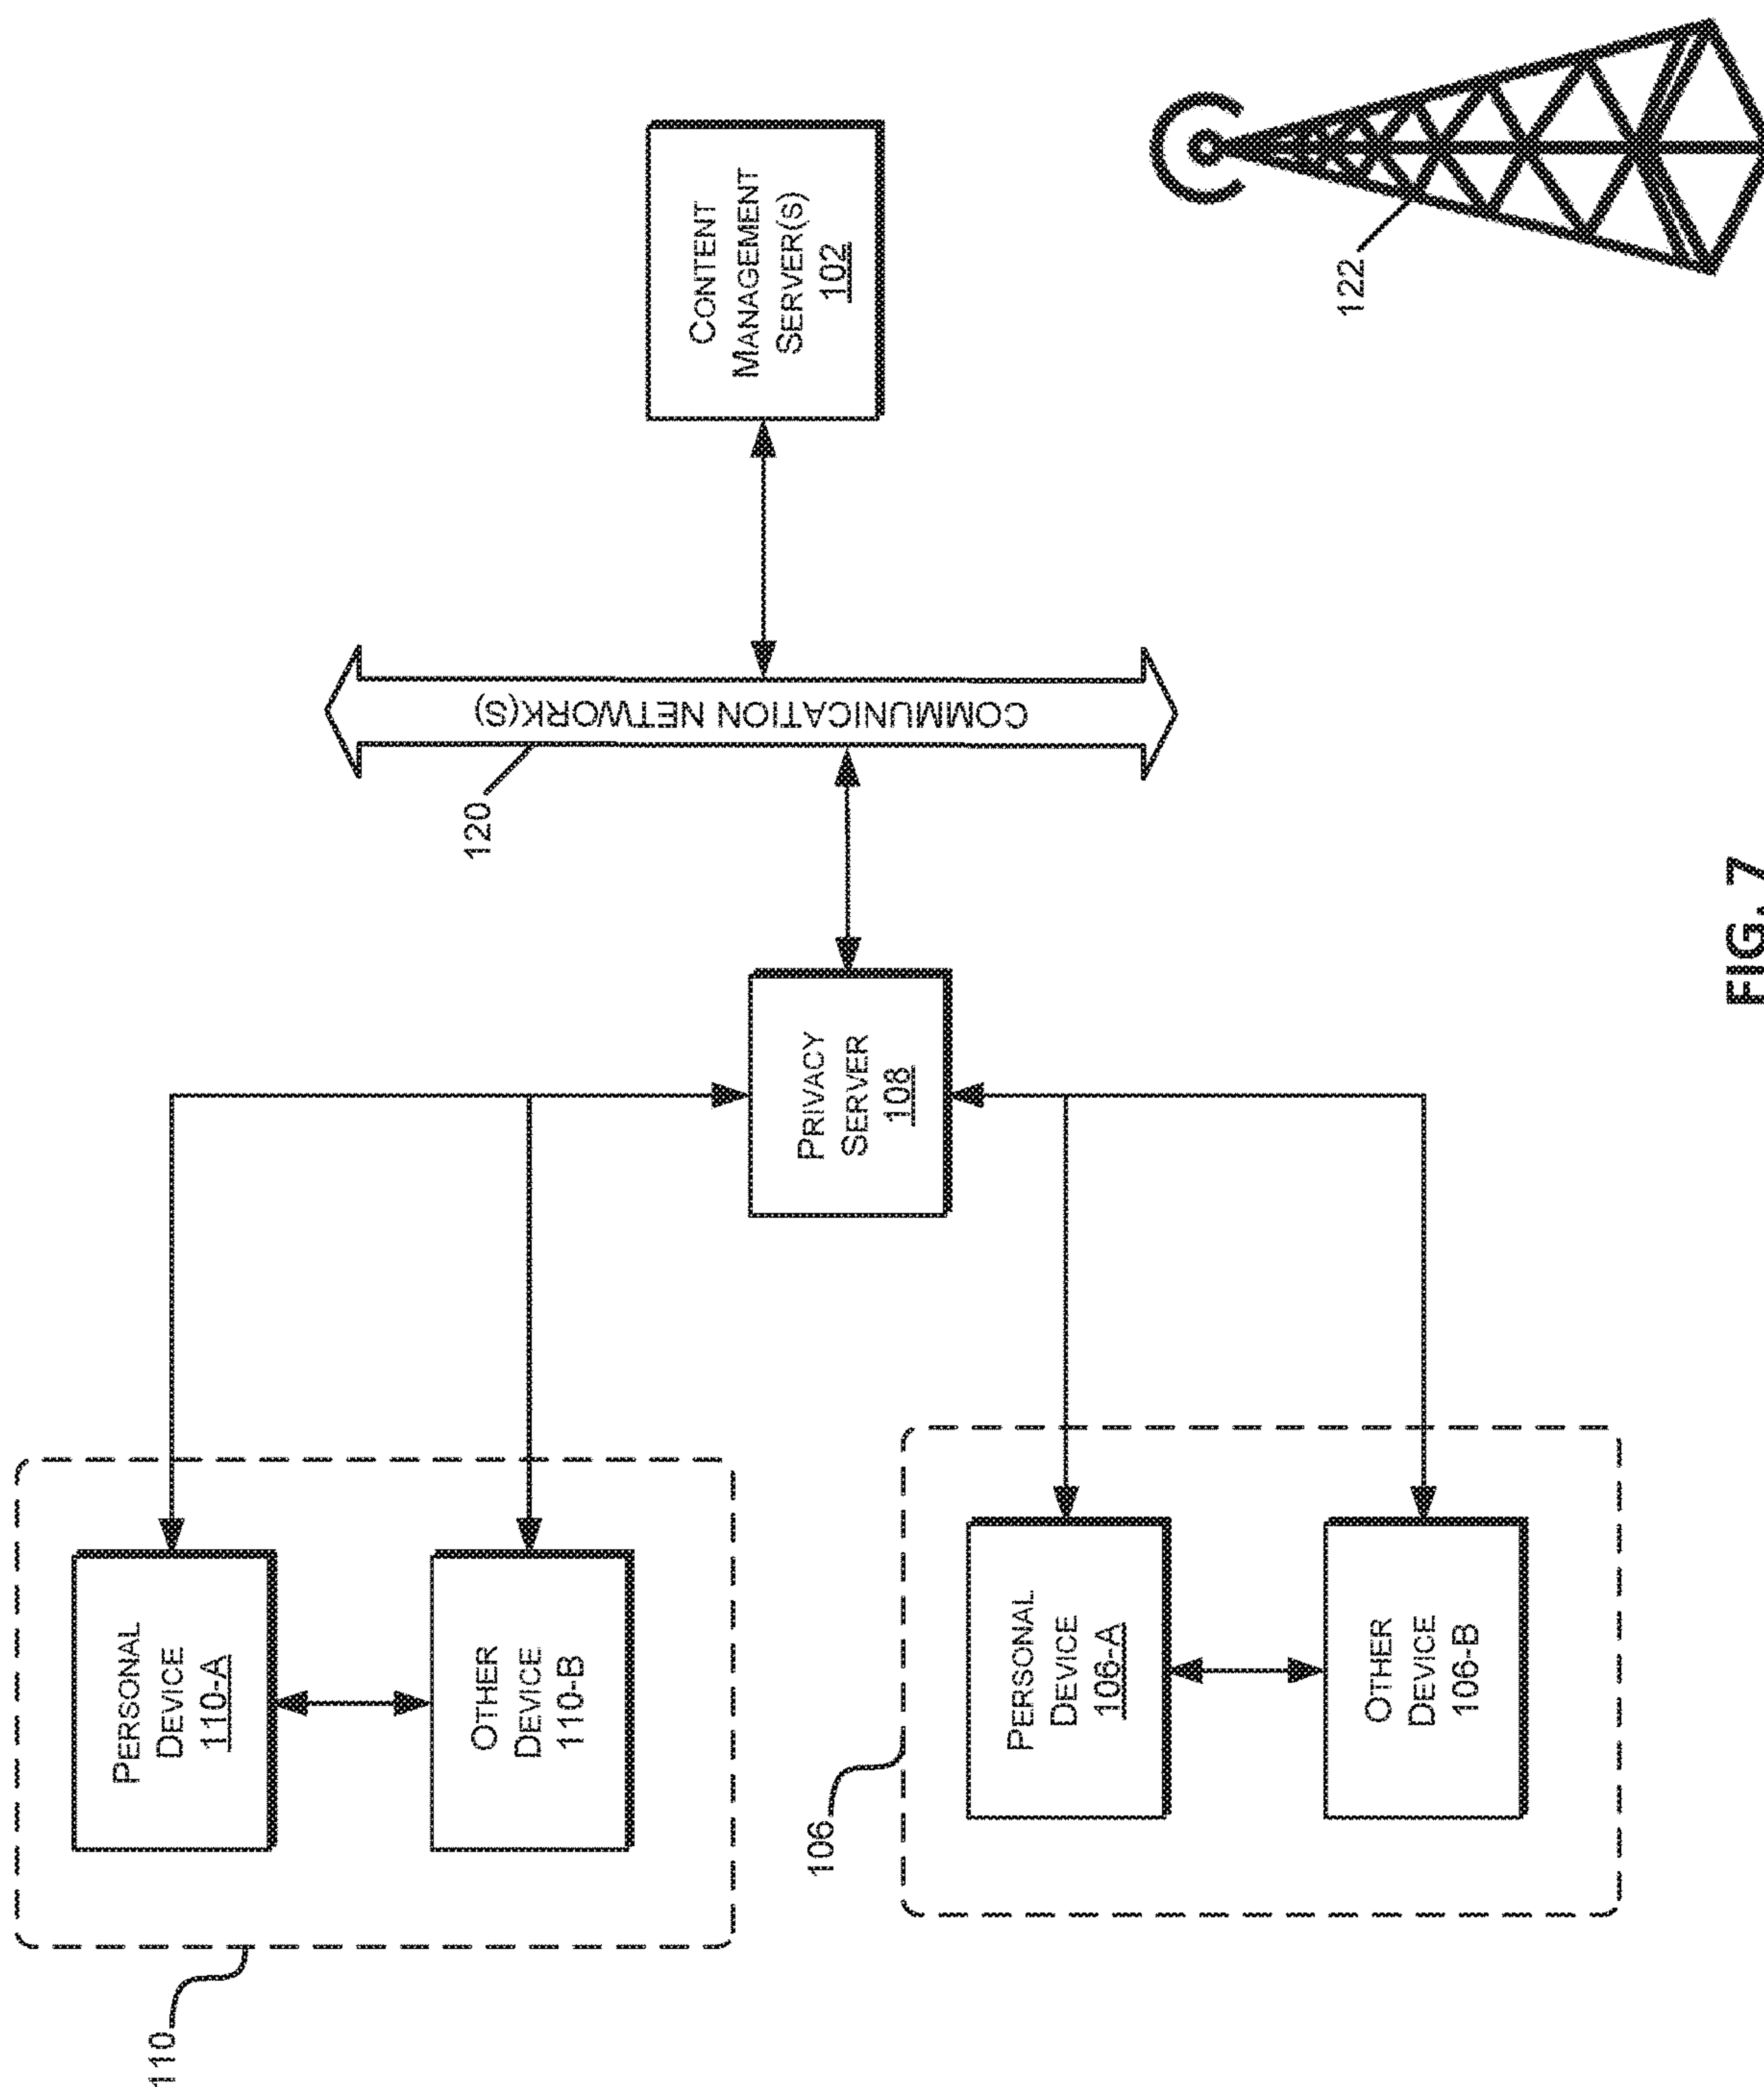 110
PERSONAL
DEVICE
110-A
OTHER
DEVICE
110-B
120
COMMUNICATION NETWORK(S)
CONTENT
MANAGEMENT
SERVER(S)
102
PRIVACY
SERVER
108
106
PERSONAL
DEVICE
106-A
OTHER
DEVICE
106-B
122
FIG. 7